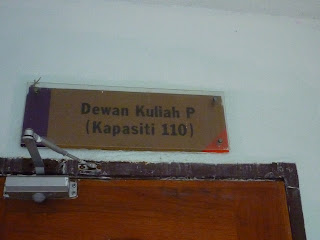 Dewan Kuliah P
(Kapasiti 110)